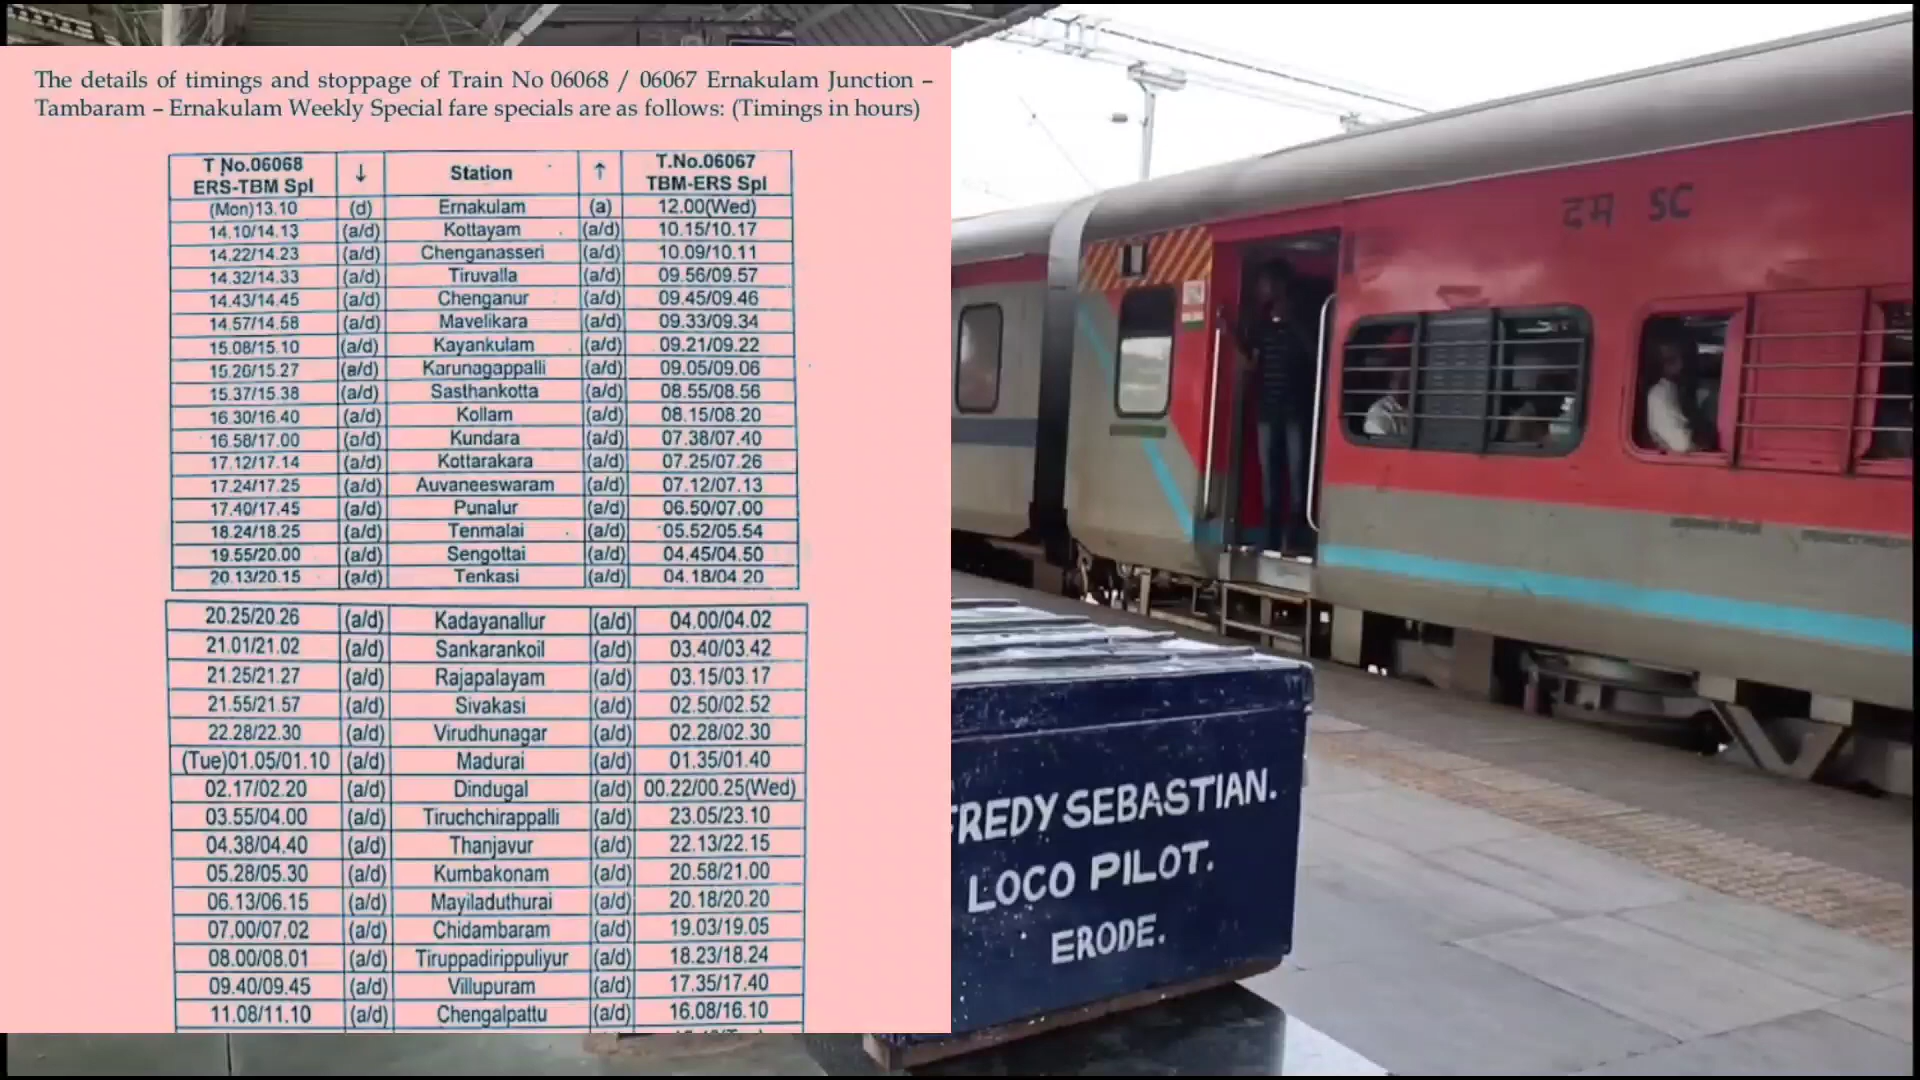 The details of timings and stoppage of Train No 06068 / 06067 Ernakulam Junction –
Tambaram – Ernakulam Weekly Special fare specials are as follows: (Timings in hours)
T No.06068 ERS-TBM Spl ↓ Station ↑ T.No.06067 TBM-ERS Spl
(Mon)13.10 (d) Ernakulam (a) 12.00(Wed)
14.10/14.13 (a/d) Kottayam (a/d) 10.15/10.17
14.22/14.23 (a/d) Chenganasseri (a/d) 10.09/10.11
14.32/14.33 (a/d) Tiruvalla (a/d) 09.56/09.57
14.43/14.45 (a/d) Chenganur (a/d) 09.45/09.46
14.57/14.58 (a/d) Mavelikara (a/d) 09.33/09.34
15.08/15.10 (a/d) Kayankulam (a/d) 09.21/09.22
15.26/15.27 (a/d) Karunagappalli (a/d) 09.05/09.06
15.37/15.38 (a/d) Sasthankotta (a/d) 08.55/08.56
16.30/16.40 (a/d) Kollam (a/d) 08.15/08.20
16.58/17.00 (a/d) Kundara (a/d) 07.38/07.40
17.12/17.14 (a/d) Kottarakara (a/d) 07.25/07.26
17.24/17.25 (a/d) Auvaneeswaram (a/d) 07.12/07.13
17.40/17.45 (a/d) Punalur (a/d) 06.50/07.00
18.24/18.25 (a/d) Tenmalai (a/d) 05.52/05.54
19.55/20.00 (a/d) Sengottai (a/d) 04.45/04.50
20.13/20.15 (a/d) Tenkasi (a/d) 04.18/04.20
20.25/20.26 (a/d) Kadayanallur (a/d) 04.00/04.02
21.01/21.02 (a/d) Sankarankoil (a/d) 03.40/03.42
21.25/21.27 (a/d) Rajapalayam (a/d) 03.15/03.17
21.55/21.57 (a/d) Sivakasi (a/d) 02.50/02.52
22.28/22.30 (a/d) Virudhunagar (a/d) 02.28/02.30
(Tue)01.05/01.10 (a/d) Madurai (a/d) 01.35/01.40
02.17/02.20 (a/d) Dindugal (a/d) 00.22/00.25(Wed)
03.55/04.00 (a/d) Tiruchchirappalli (a/d) 23.05/23.10
04.38/04.40 (a/d) Thanjavur (a/d) 22.13/22.15
05.28/05.30 (a/d) Kumbakonam (a/d) 20.58/21.00
06.13/06.15 (a/d) Mayiladuthurai (a/d) 20.18/20.20
07.00/07.02 (a/d) Chidambaram (a/d) 19.03/19.05
08.00/08.01 (a/d) Tiruppadirippuliyur (a/d) 18.23/18.24
09.40/09.45 (a/d) Villupuram (a/d) 17.35/17.40
11.08/11.10 (a/d) Chengalpattu (a/d) 16.08/16.10
दम SC
FREDY SEBASTIAN.
LOCO PILOT.
ERODE.